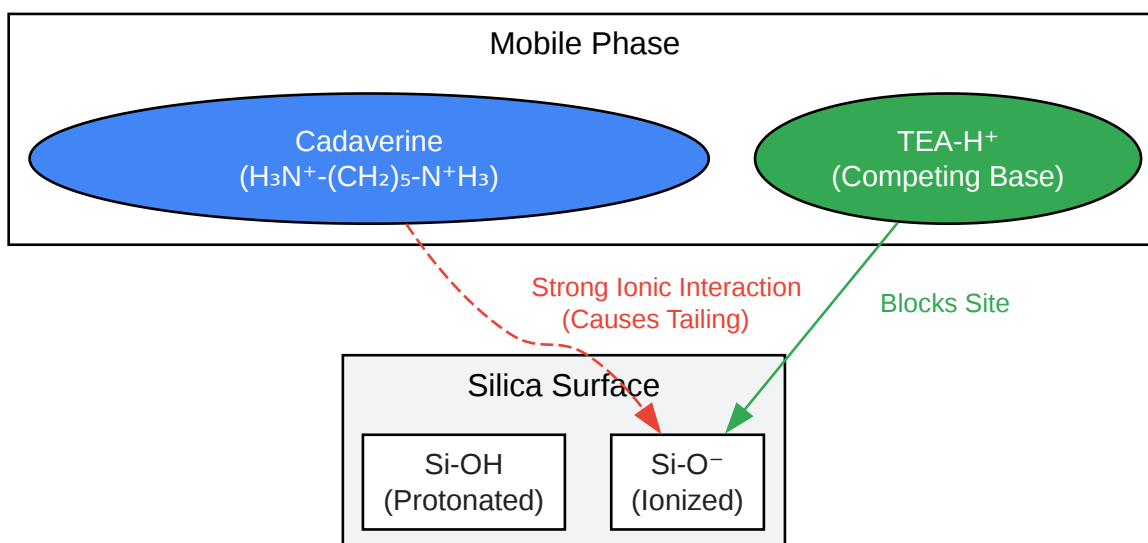 Mobile Phase
Cadaverine
(H₃N⁺-(CH₂)₅-N⁺H₃)
TEA-H⁺
(Competing Base)
Strong Ionic Interaction
(Causes Tailing)
Blocks Site
Silica Surface
Si-OH
(Protonated)
Si-O⁻
(Ionized)